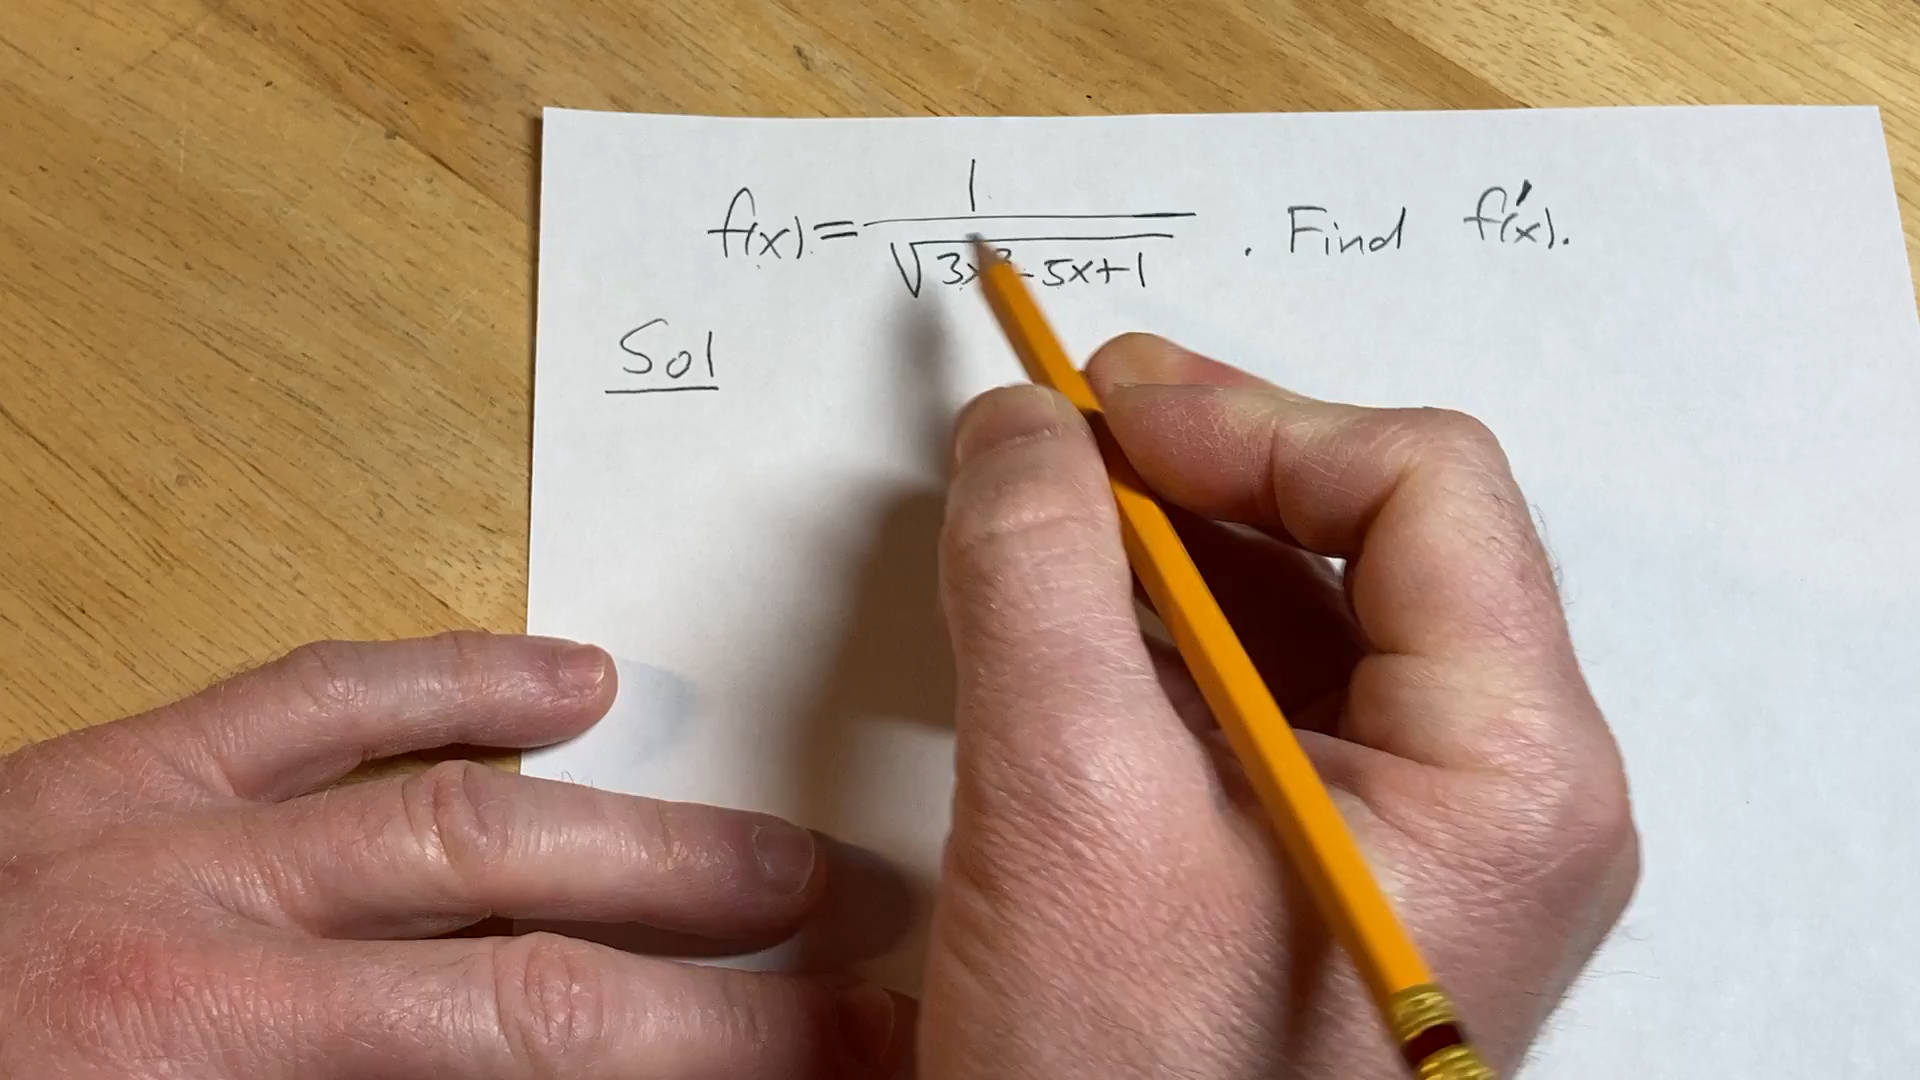 f(x) = 1/√(3x² - 5x + 1) . Find f'(x).
Sol